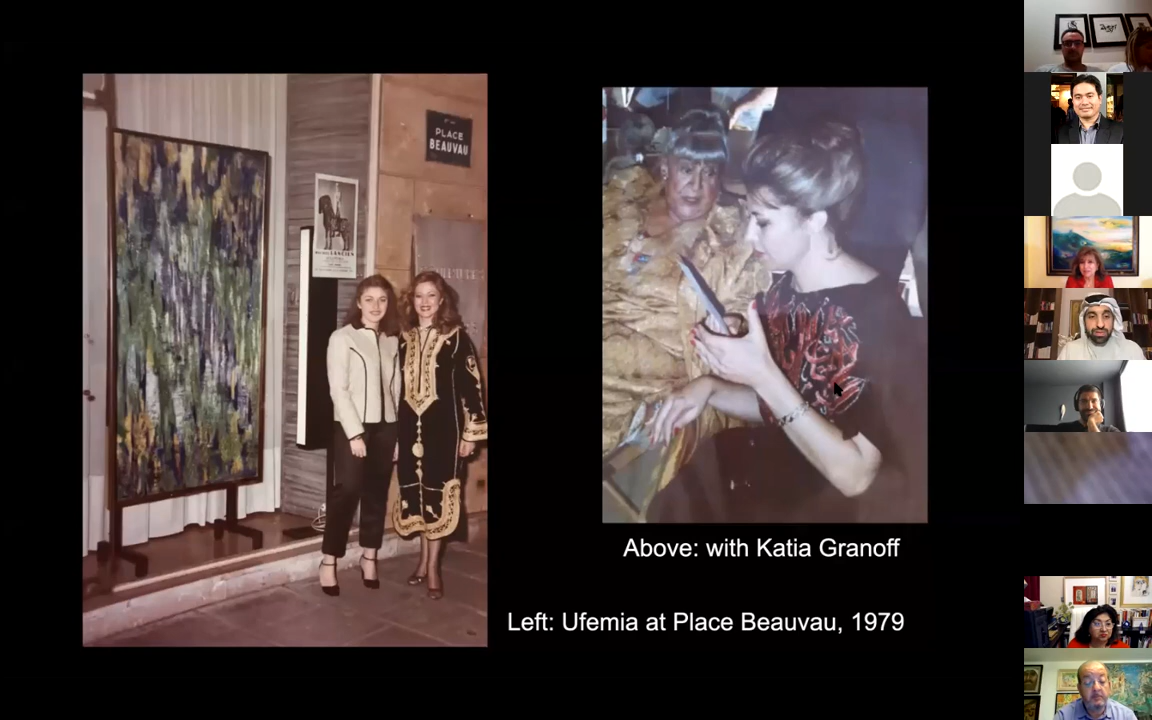 PLACE
BEAUVAU
Above: with Katia Granoff
Left: Ufemia at Place Beauvau, 1979